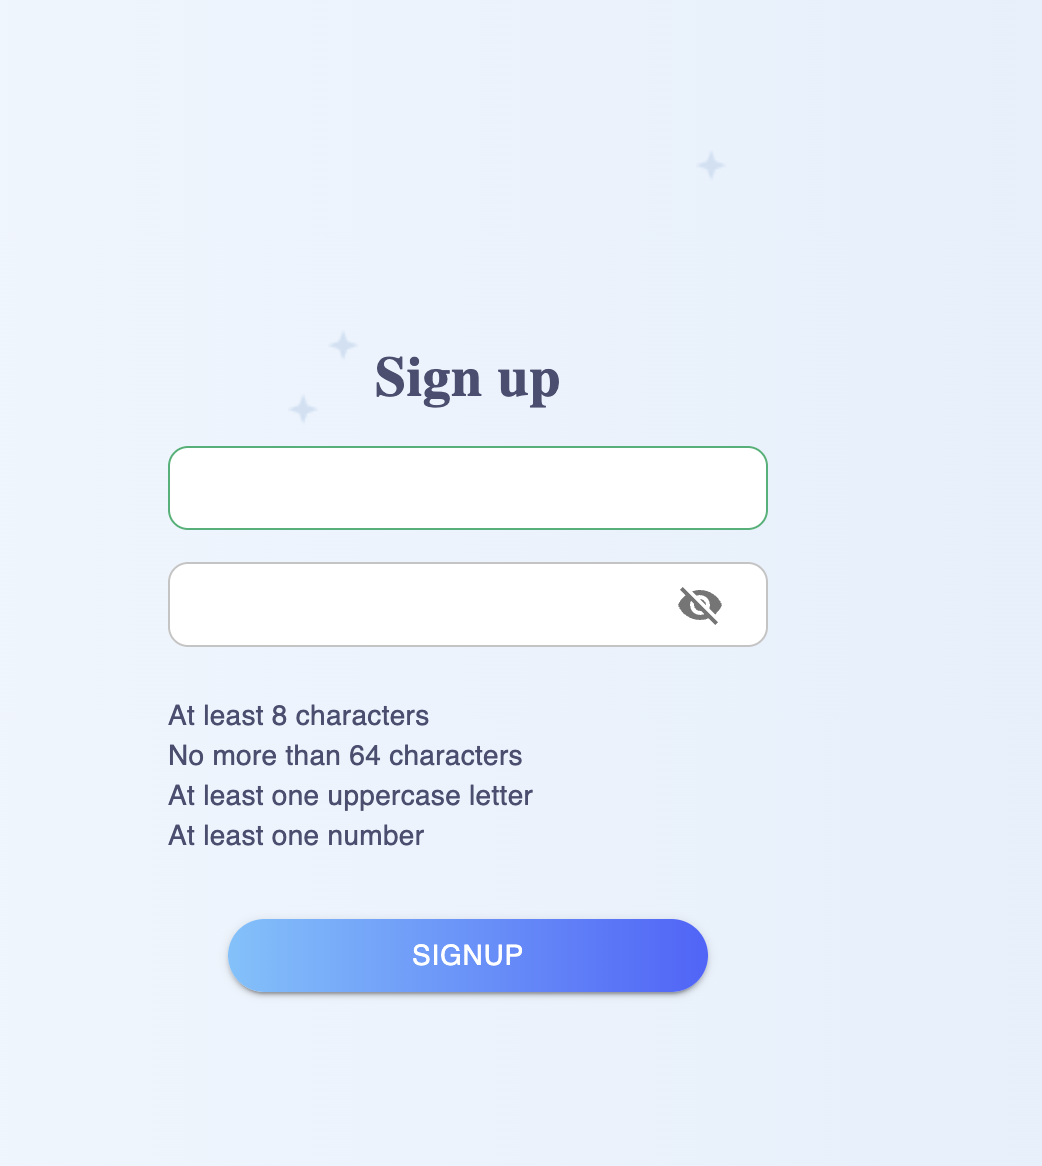 Sign up
At least 8 characters
No more than 64 characters
At least one uppercase letter
At least one number
SIGNUP